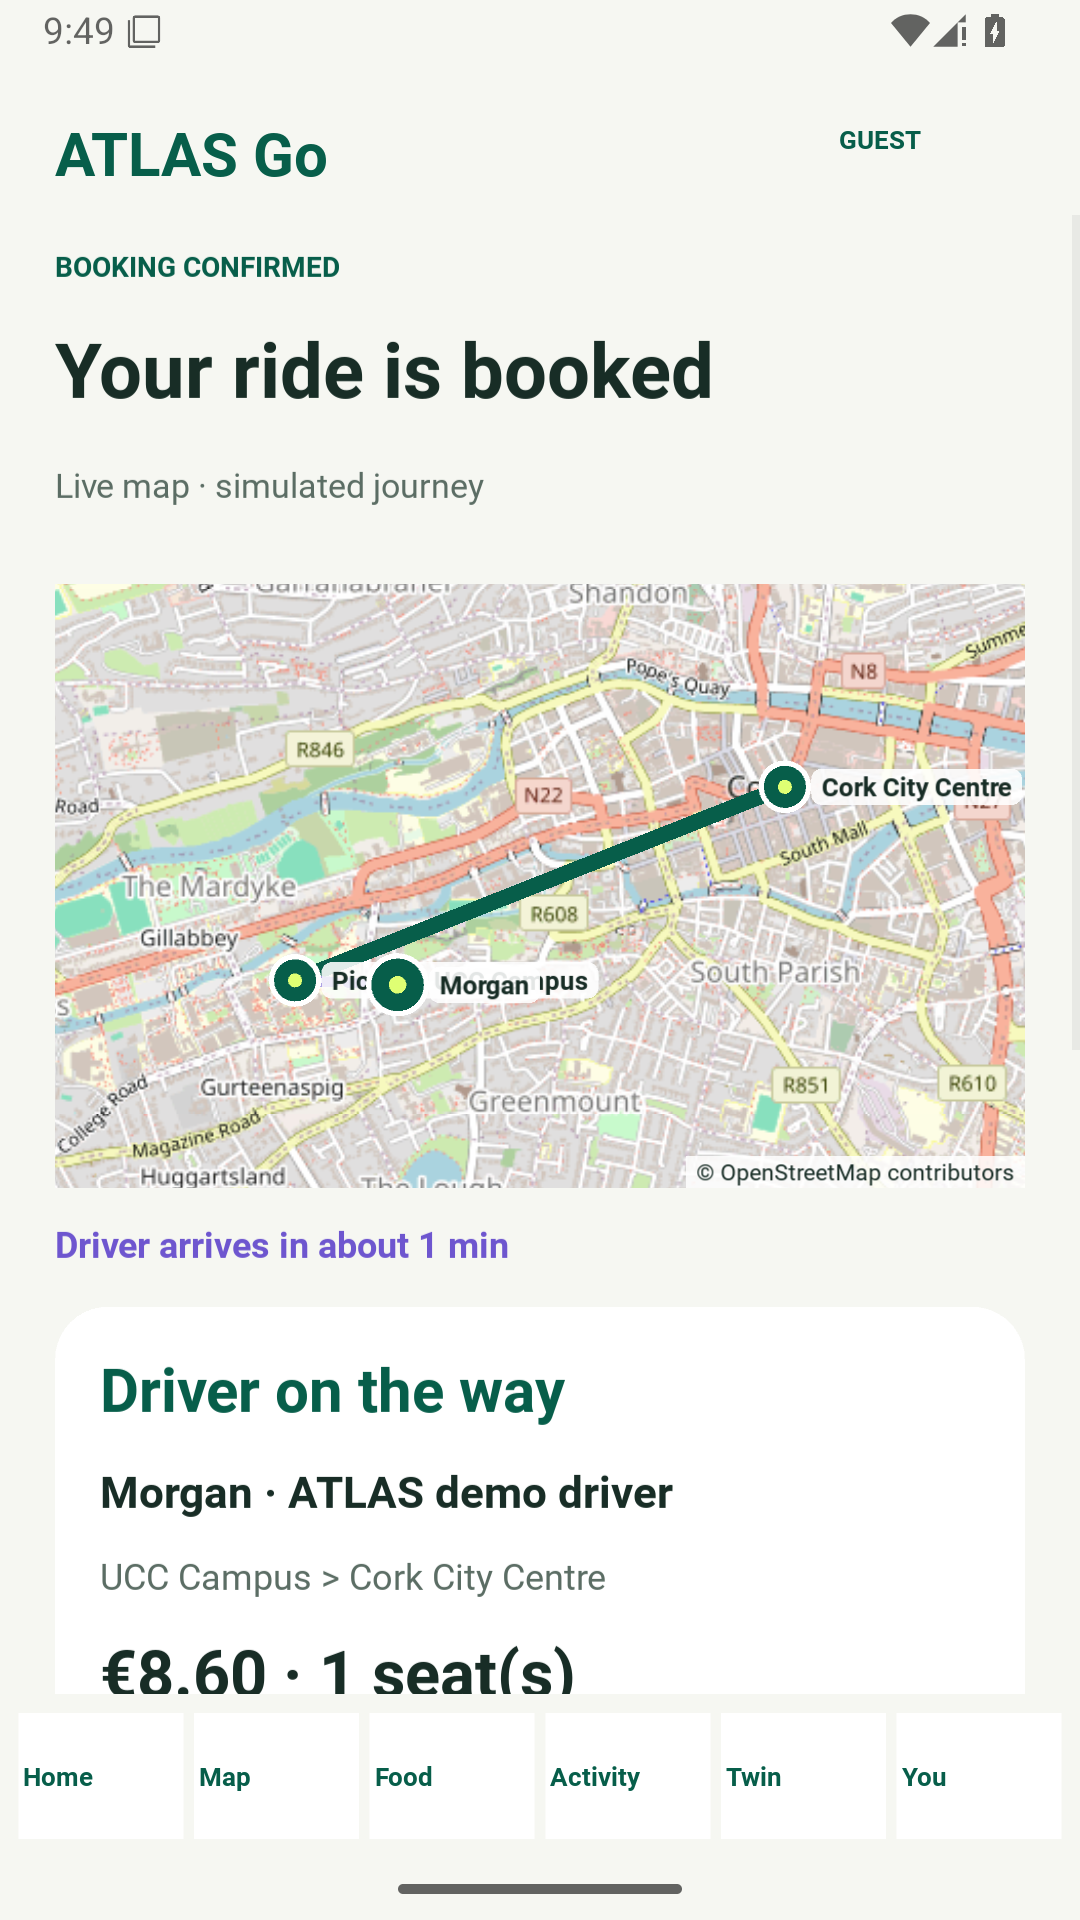 9:49
ATLAS Go
GUEST
BOOKING CONFIRMED
Your ride is booked
Live map · simulated journey
Shandon
Summe
Pope's Quay
N8
R846
N22
Cork City Centre
Road
South Mall
The Mardyke
R608
Gillabbey
South Parish
Morgan
Gurteenaspig
R851
R610
College Road
Greenmount
Magazine Road
Huggartsland
The Lough
© OpenStreetMap contributors
Driver arrives in about 1 min
Driver on the way
Morgan · ATLAS demo driver
UCC Campus > Cork City Centre
€8.60 · 1 seat(s)
Home
Map
Food
Activity
Twin
You